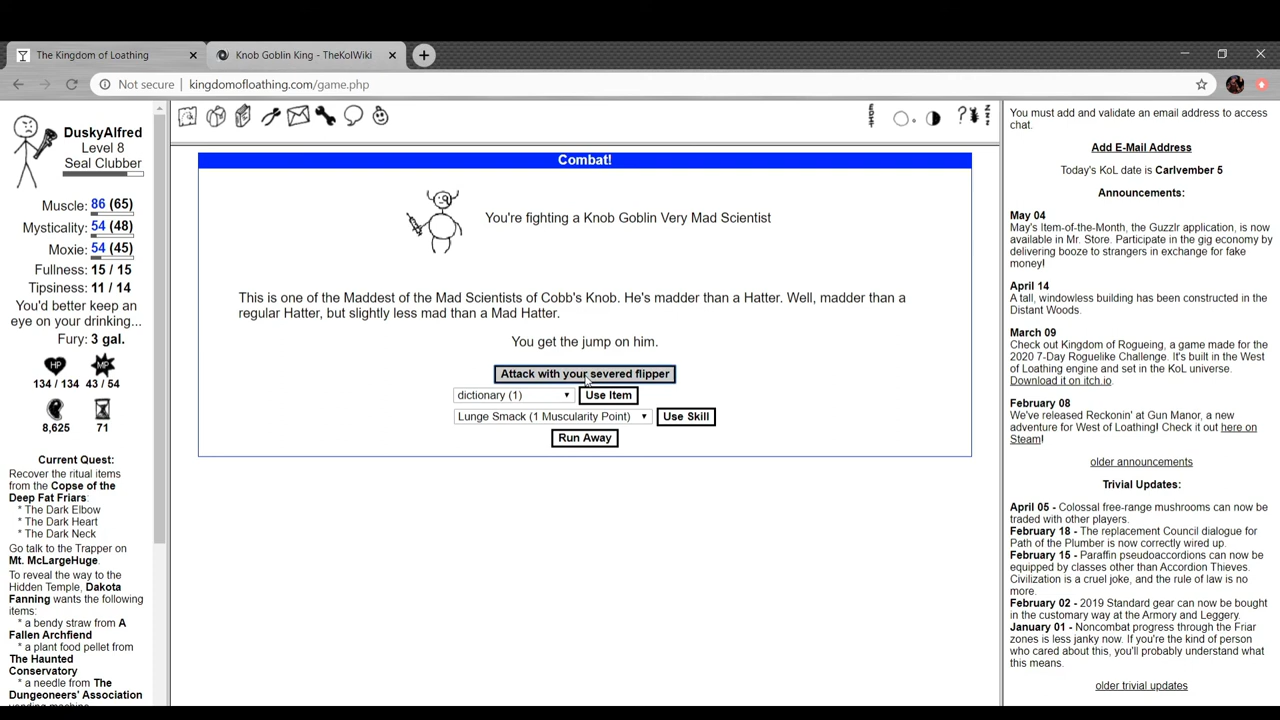 The Kingdom of Loathing
Knob Goblin King - TheKolWiki
Not secure | kingdomofloathing.com/game.php
DuskyAlfred
Level 8
Seal Clubber
Muscle: 86 (65)
Mysticality: 54 (48)
Moxie: 54 (45)
Fullness: 15 / 15
Tipsiness: 11 / 14
You'd better keep an
eye on your drinking...
Fury: 3 gal.
HP
MP
134 / 134
43 / 54
8,625
71
Current Quest:
Recover the ritual items
from the Copse of the
Deep Fat Friars:
* The Dark Elbow
* The Dark Heart
* The Dark Neck
Go talk to the Trapper on
Mt. McLargeHuge.
To reveal the way to the
Hidden Temple, Dakota
Fanning wants the following
items:
* a bendy straw from A
Fallen Archfiend
* a plant food pellet from
The Haunted
Conservatory
* a needle from The
Dungeoneers' Association
vending machine
EDIT
?
Z
Z
Z
Combat!
You're fighting a Knob Goblin Very Mad Scientist
This is one of the Maddest of the Mad Scientists of Cobb's Knob. He's madder than a Hatter. Well, madder than a
regular Hatter, but slightly less mad than a Mad Hatter.
You get the jump on him.
Attack with your severed flipper
dictionary (1)
Use Item
Lunge Smack (1 Muscularity Point)
Use Skill
Run Away
You must add and validate an email address to access
chat.
Add E-Mail Address
Today's KoL date is Carlvember 5
Announcements:
May 04
May's Item-of-the-Month, the Guzzlr application, is now
available in Mr. Store. Participate in the gig economy by
delivering booze to strangers in exchange for fake
money!
April 14
A tall, windowless building has been constructed in the
Distant Woods.
March 09
Check out Kingdom of Rogueing, a game made for the
2020 7-Day Roguelike Challenge. It's built in the West
of Loathing engine and set in the KoL universe.
Download it on itch.io.
February 08
We've released Reckonin' at Gun Manor, a new
adventure for West of Loathing! Check it out here on
Steam!
older announcements
Trivial Updates:
April 05 - Colossal free-range mushrooms can now be
traded with other players.
February 18 - The replacement Council dialogue for
Path of the Plumber is now correctly wired up.
February 15 - Paraffin pseudoaccordions can now be
equipped by classes other than Accordion Thieves.
Civilization is a cruel joke, and the rule of law is no
more.
February 02 - 2019 Standard gear can now be bought
in the customary way at the Armory and Leggery.
January 01 - Noncombat progress through the Friar
zones is less janky now. If you're the kind of person
who cared about this, you'll probably understand what
this means.
older trivial updates